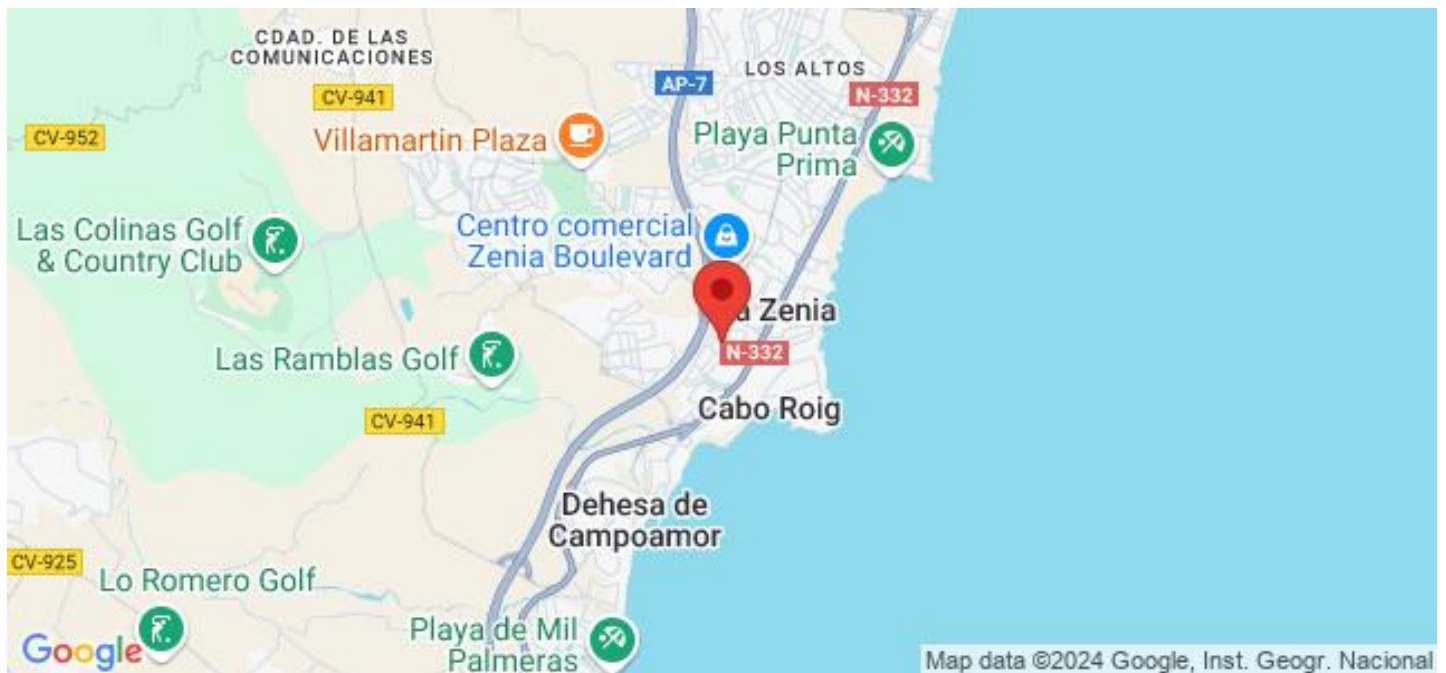 CDAD. DE LAS
COMUNICACIONES
AP-7
LOS ALTOS
N-332
CV-941
CV-952
Villamartin Plaza
Playa Punta
Prima
Las Colinas Golf
& Country Club
Centro comercial
Zenia Boulevard
a Zenia
N-332
Las Ramblas Golf
CV-941
Cabo Roig
Dehesa de
Campoamor
CV-925
Lo Romero Golf
Playa de Mil
Palmeras
Google
Map data ©2024 Google, Inst. Geogr. Nacional